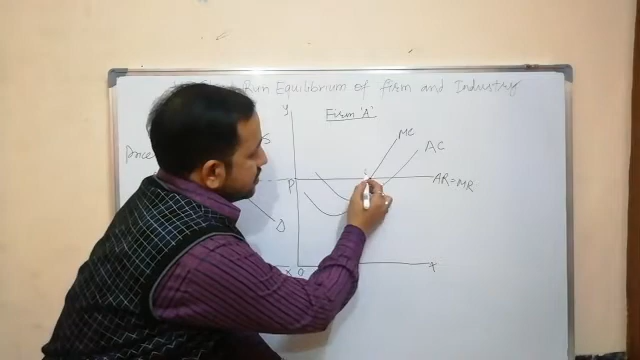 Run Equilibrium of firm and Industry
y
Firm 'A'
MC
S
AC
Price
P
AR=MR
D
X
O
X